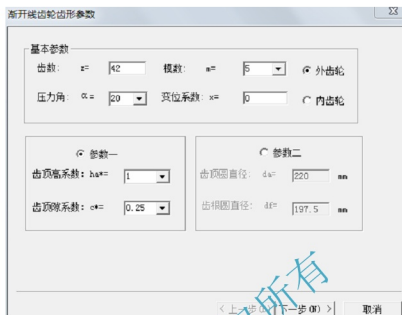 渐开线齿轮齿形参数
基本参数
齿数： z= 42 模数： m= 5 外齿轮
压力角： α= 20 变位系数： x= 0 内齿轮
参数一
齿顶高系数：ha*= 1
齿顶隙系数：c*= 0.25
参数二
齿顶圆直径： da= 220 mm
齿根圆直径： df= 197.5 mm
所有
< 上一步 下一步(N) > 取消